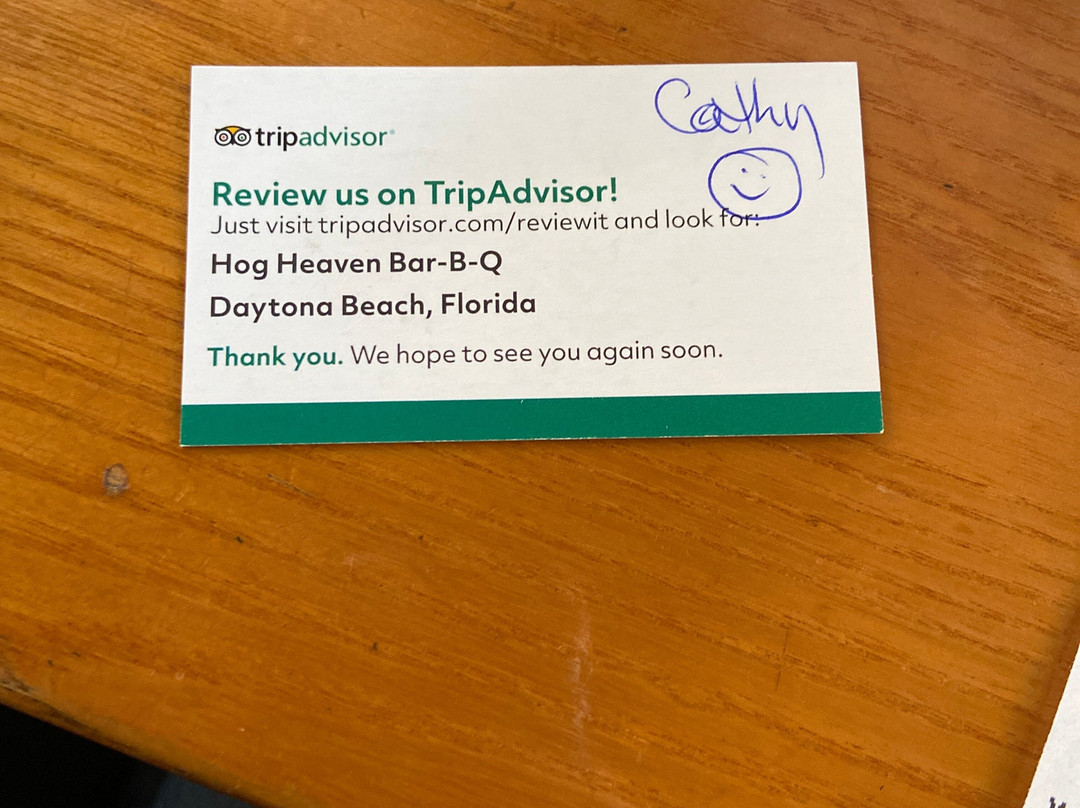 Cathy
tripadvisor®
Review us on TripAdvisor!
Just visit tripadvisor.com/reviewit and look for:
Hog Heaven Bar-B-Q
Daytona Beach, Florida
Thank you. We hope to see you again soon.